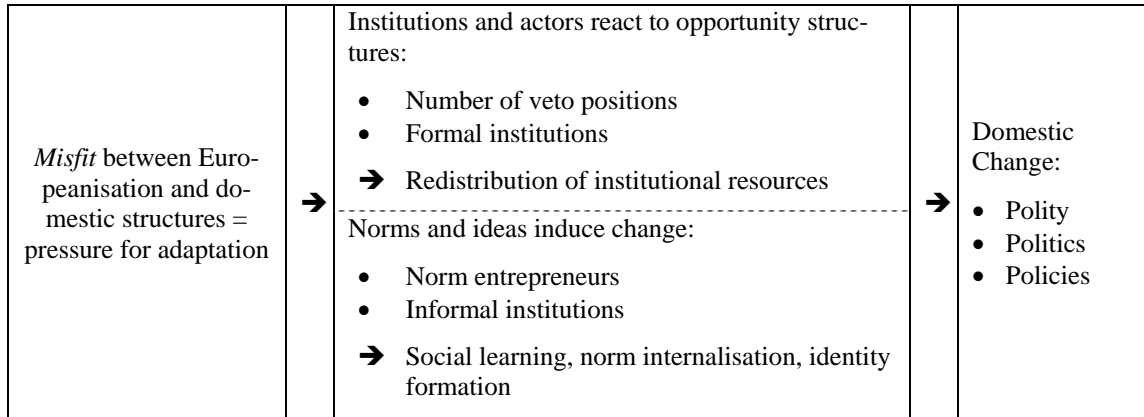 Misfit between Euro-
peanisation and do-
mestic structures =
pressure for adaptation
➔
Institutions and actors react to opportunity struc-
tures:
• Number of veto positions
• Formal institutions
➔ Redistribution of institutional resources
Norms and ideas induce change:
• Norm entrepreneurs
• Informal institutions
➔ Social learning, norm internalisation, identity
formation
➔
Domestic
Change:
• Polity
• Politics
• Policies